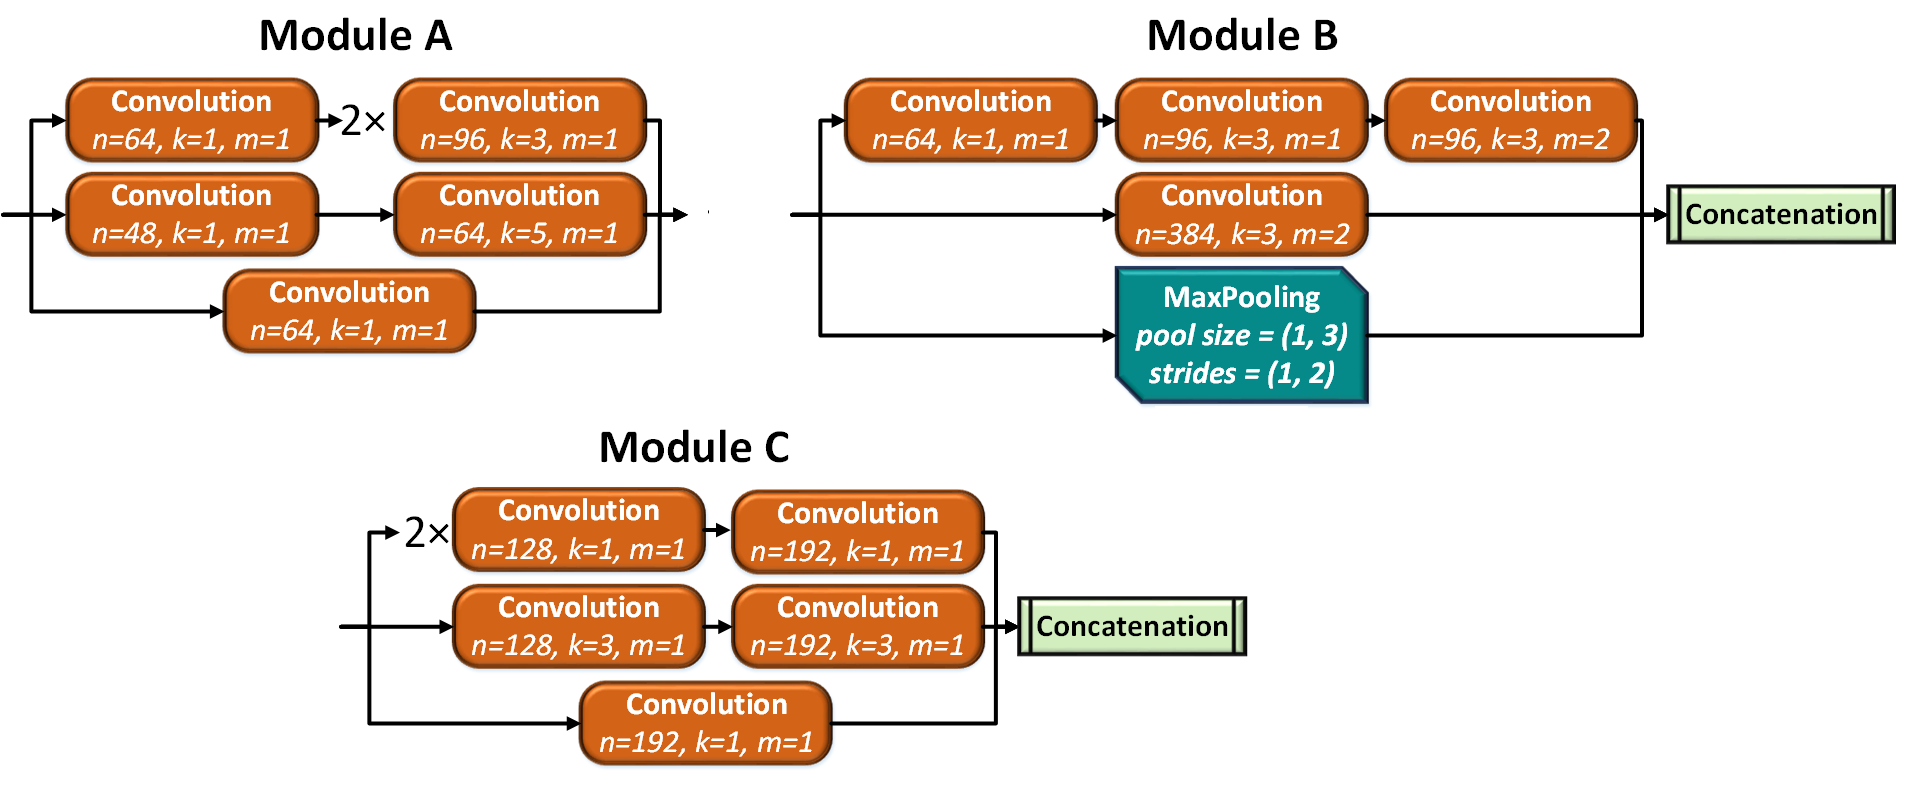 Module A
Convolution
n=64, k=1, m=1
2×
Convolution
n=96, k=3, m=1
Convolution
n=48, k=1, m=1
Convolution
n=64, k=5, m=1
Convolution
n=64, k=1, m=1
Module B
Convolution
n=64, k=1, m=1
Convolution
n=96, k=3, m=1
Convolution
n=96, k=3, m=2
Convolution
n=384, k=3, m=2
MaxPooling
pool size = (1, 3)
strides = (1, 2)
Concatenation
Module C
2×
Convolution
n=128, k=1, m=1
Convolution
n=192, k=1, m=1
Convolution
n=128, k=3, m=1
Convolution
n=192, k=3, m=1
Convolution
n=192, k=1, m=1
Concatenation